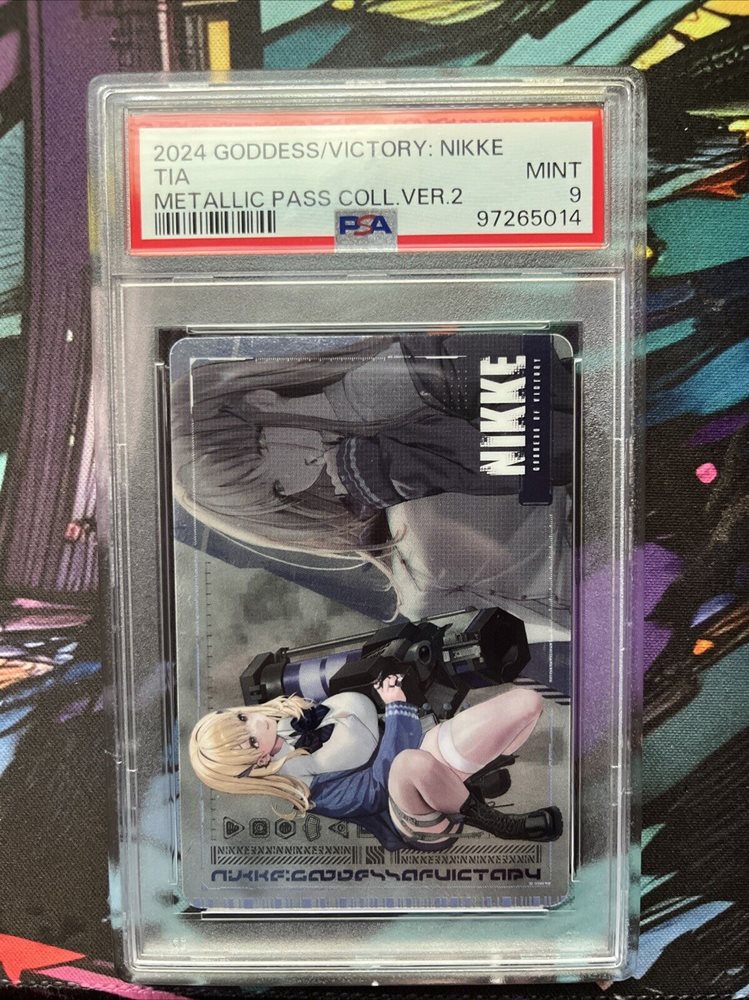 2024 GODDESS/VICTORY: NIKKE
TIA
METALLIC PASS COLL.VER.2
MINT
9
97265014
PSA
NIKKE
GODDESS OF VICTORY
NIKKE:GODDESSOFVICTORY